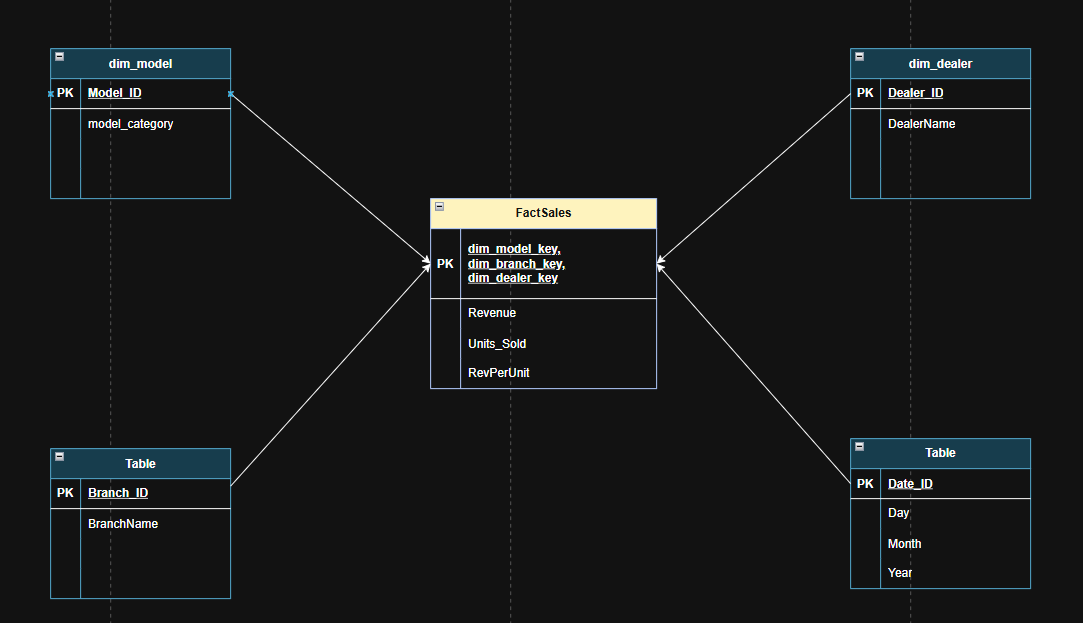 dim_model
PK Model_ID
model_category
dim_dealer
PK Dealer_ID
DealerName
FactSales
PK dim_model_key,
dim_branch_key,
dim_dealer_key
Revenue
Units_Sold
RevPerUnit
Table
PK Branch_ID
BranchName
Table
PK Date_ID
Day
Month
Year